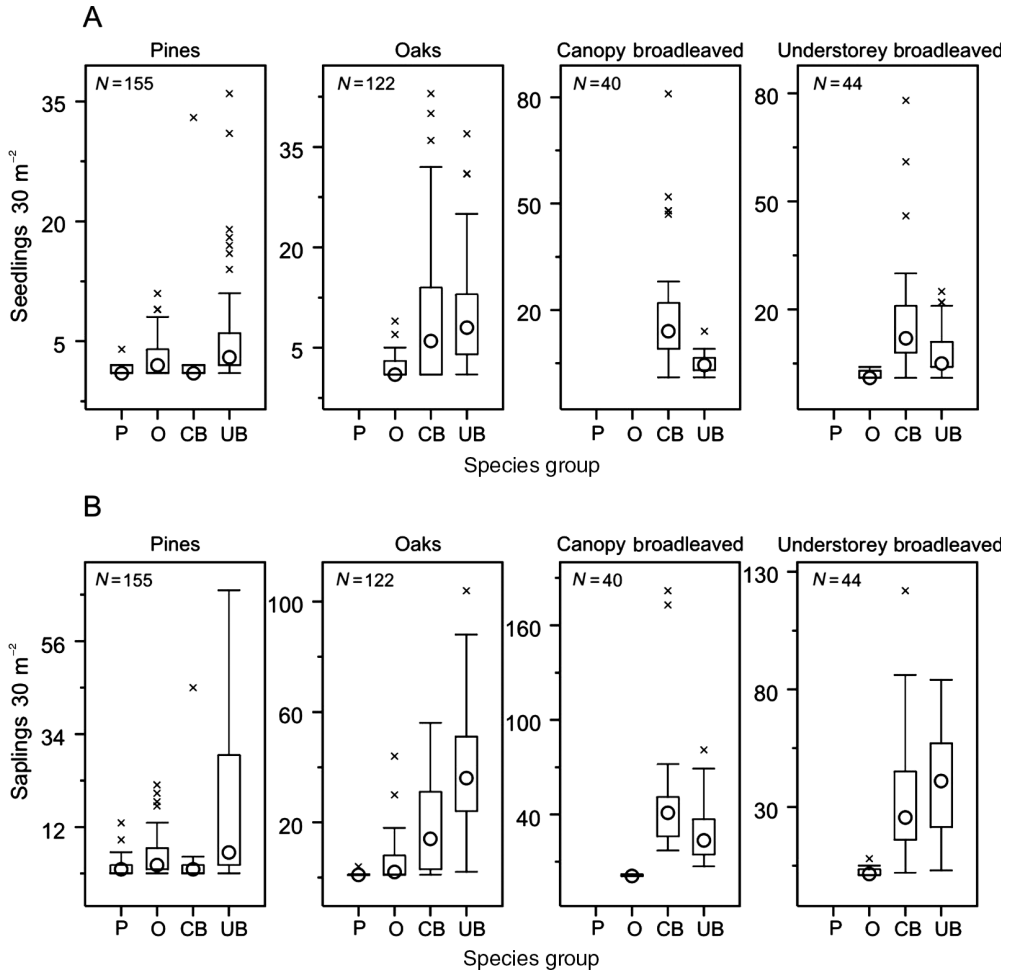 A
Pines Oaks Canopy broadleaved Understorey broadleaved
N=155 N=122 N=40 N=44
35 20 5
35 20 5
80 50 20
80 50 20
Seedlings 30 m⁻²
P O CB UB P O CB UB P O CB UB P O CB UB
Species group
B
Pines Oaks Canopy broadleaved Understorey broadleaved
N=155 N=122 N=40 N=44
56 34 12
100 60 20
160 100 40
130 80 30
Saplings 30 m⁻²
P O CB UB P O CB UB P O CB UB P O CB UB
Species group